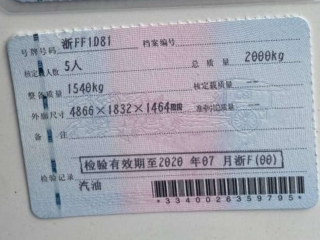 号牌号码 浙FF1D81 档案编号
核定载人数 5人 总质量 2000kg
整备质量 1540kg 核定载质量 --
外廓尺寸 4866×1832×1464mm 准牵引总质量 --
备注
检验有效期至2020年07月浙F(00)
检验记录
汽油
*3340028359795*